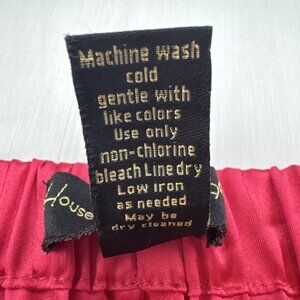 Machine wash
cold
gentle with
like colors
Use only
non-chlorine
bleach Line dry
Low iron
as needed
May be
dry cleaned
House